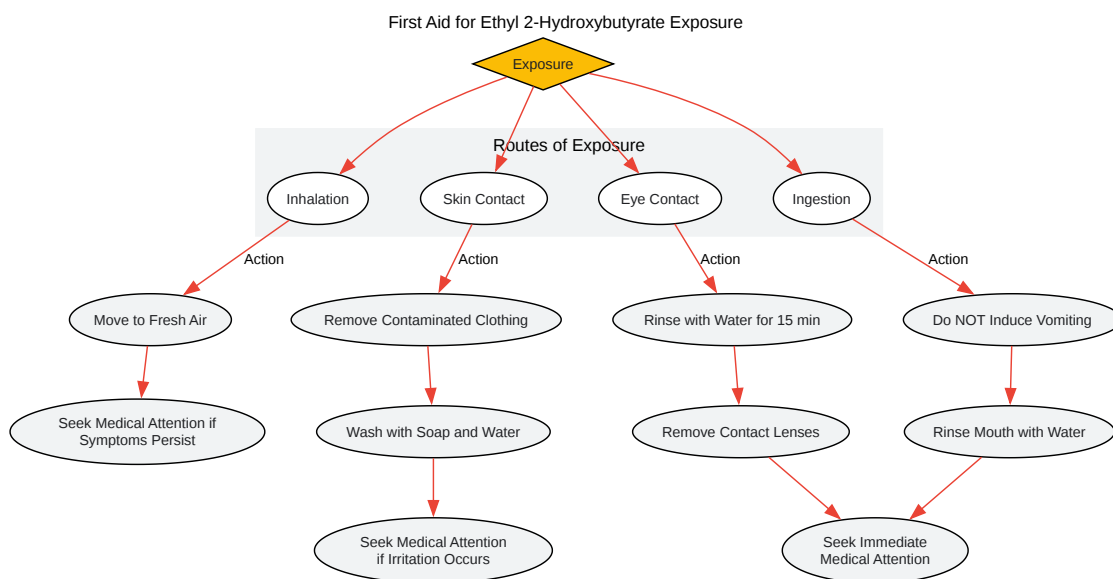 First Aid for Ethyl 2-Hydroxybutyrate Exposure
Exposure
Routes of Exposure
Inhalation
Skin Contact
Eye Contact
Ingestion
Action
Action
Action
Action
Move to Fresh Air
Remove Contaminated Clothing
Rinse with Water for 15 min
Do NOT Induce Vomiting
Seek Medical Attention if
Symptoms Persist
Wash with Soap and Water
Remove Contact Lenses
Rinse Mouth with Water
Seek Medical Attention
if Irritation Occurs
Seek Immediate
Medical Attention